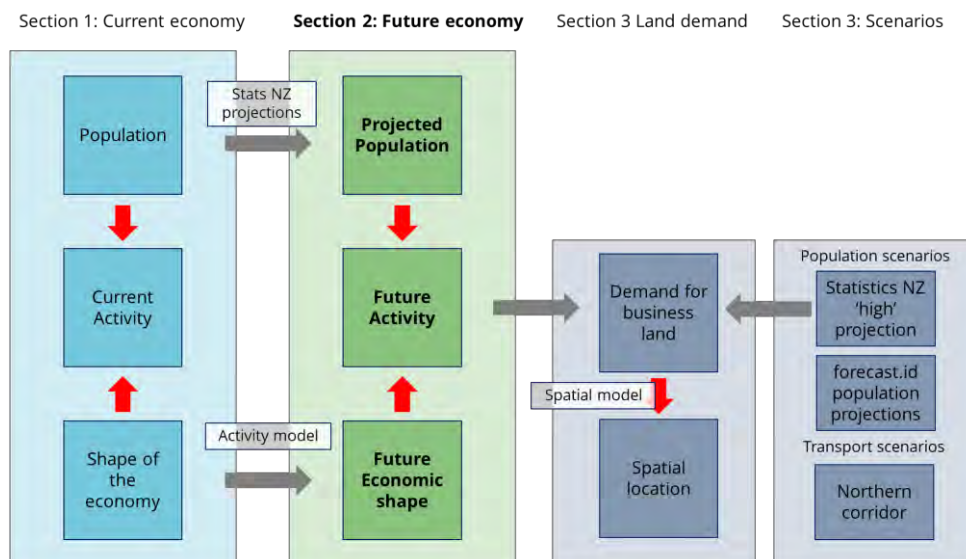 Section 1: Current economy
Section 2: Future economy
Section 3 Land demand
Section 3: Scenarios
Population
Current
Activity
Shape of
the
economy
Stats NZ
projections
Activity model
Projected
Population
Future
Activity
Future
Economic
shape
Demand for
business
land
Spatial model
Spatial
location
Population scenarios
Statistics NZ
‘high’
projection
forecast.id
population
projections
Transport scenarios
Northern
corridor